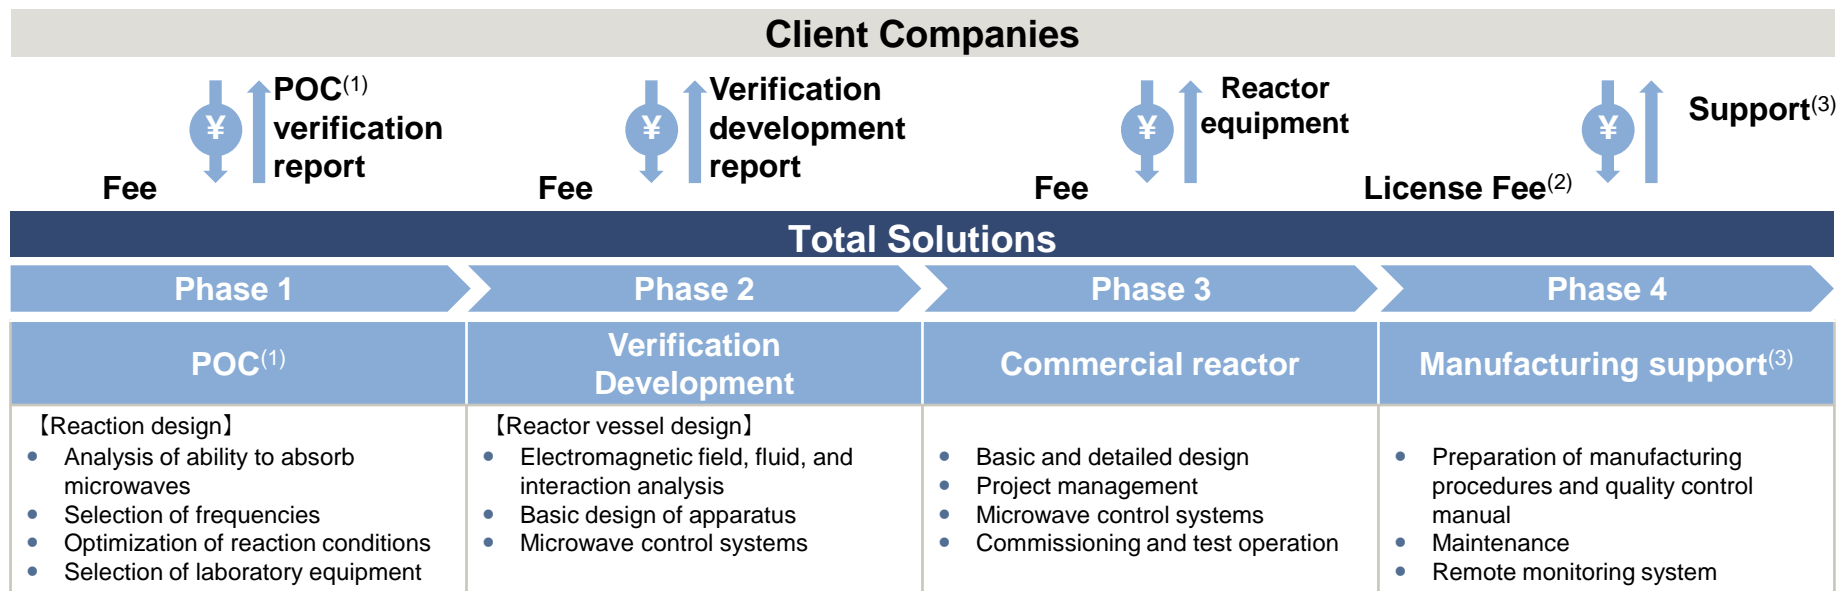 Client Companies
POC(1)
verification
report
¥
Fee
Verification
development
report
¥
Fee
Reactor
equipment
¥
Fee
Support(3)
¥
License Fee(2)
Total Solutions
Phase 1
Phase 2
Phase 3
Phase 4
POC(1)
Verification
Development
Commercial reactor
Manufacturing support(3)
【Reaction design】
• Analysis of ability to absorb
microwaves
• Selection of frequencies
• Optimization of reaction conditions
• Selection of laboratory equipment
【Reactor vessel design】
• Electromagnetic field, fluid, and
interaction analysis
• Basic design of apparatus
• Microwave control systems
• Basic and detailed design
• Project management
• Microwave control systems
• Commissioning and test operation
• Preparation of manufacturing
procedures and quality control
manual
• Maintenance
• Remote monitoring system